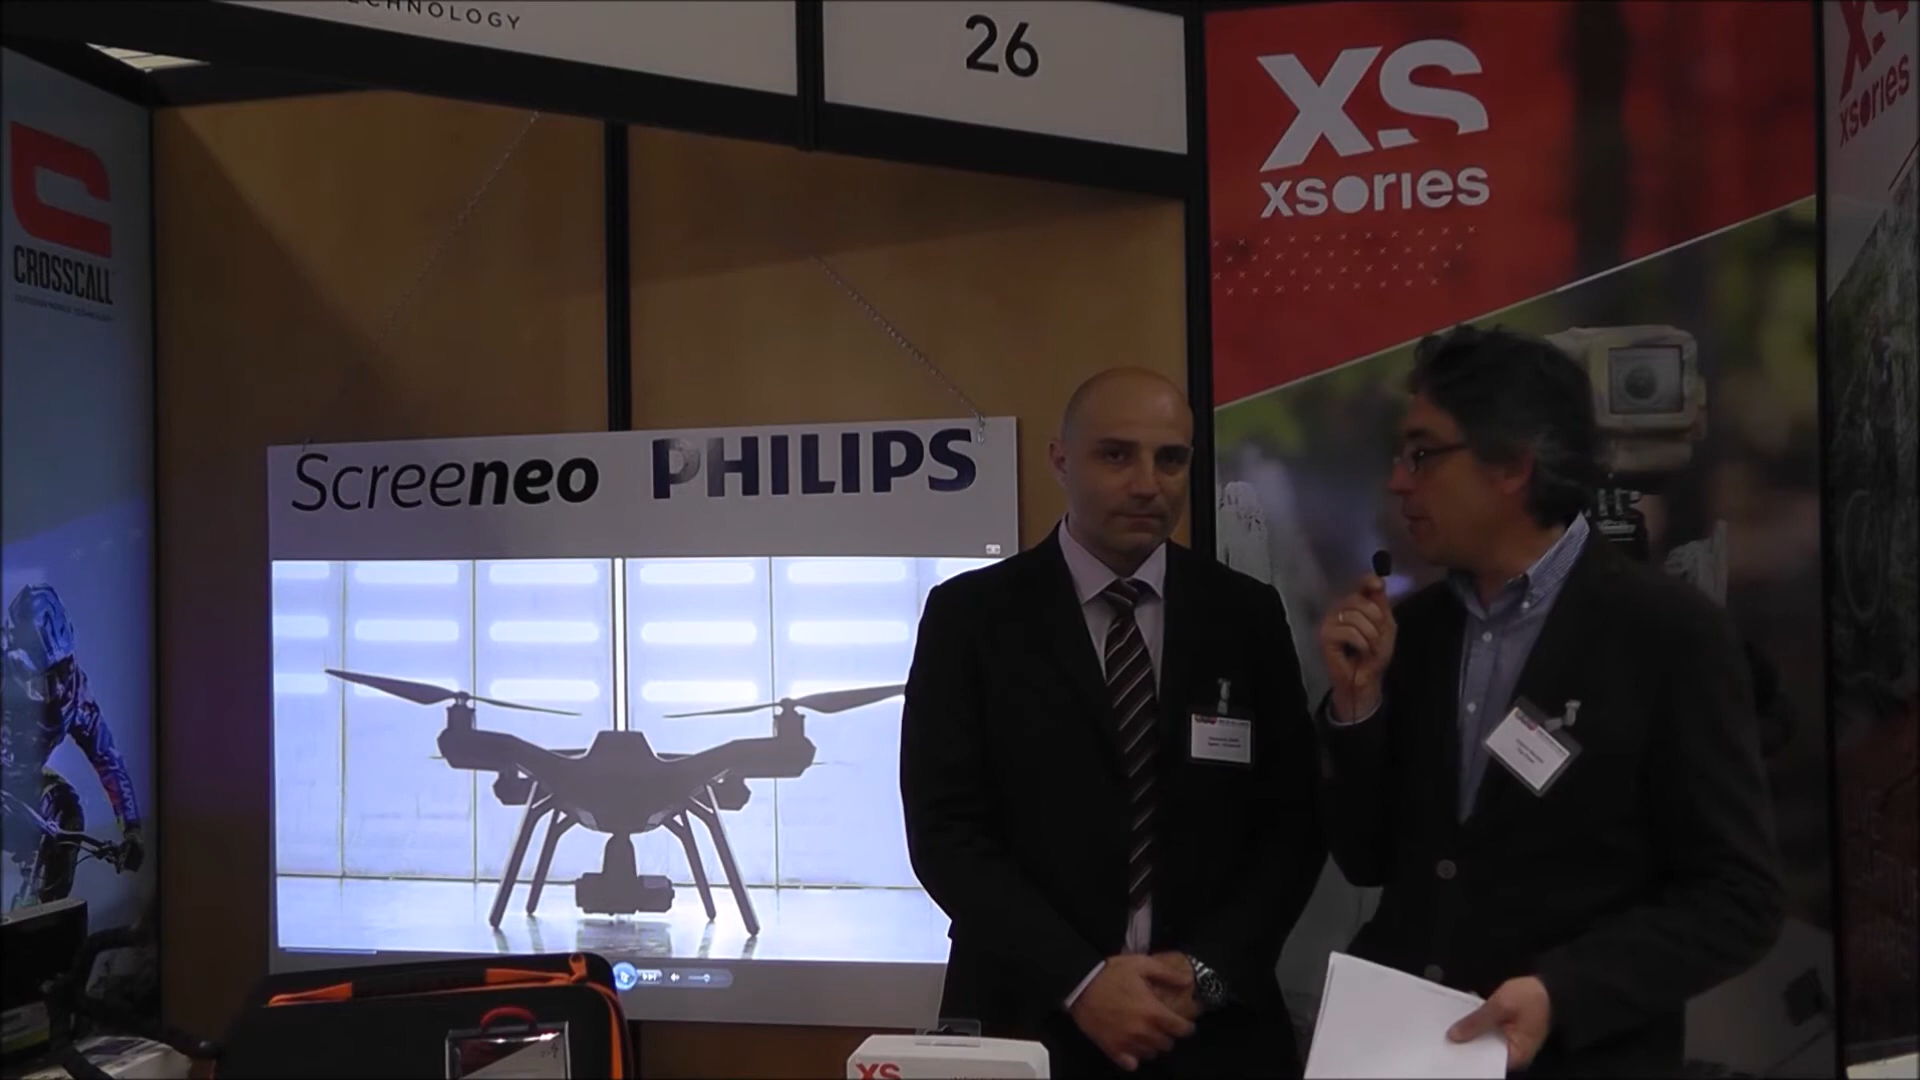 TECHNOLOGY
26
XS
xsories
XS
xsories
CROSSCALL
Screeneo PHILIPS
XS